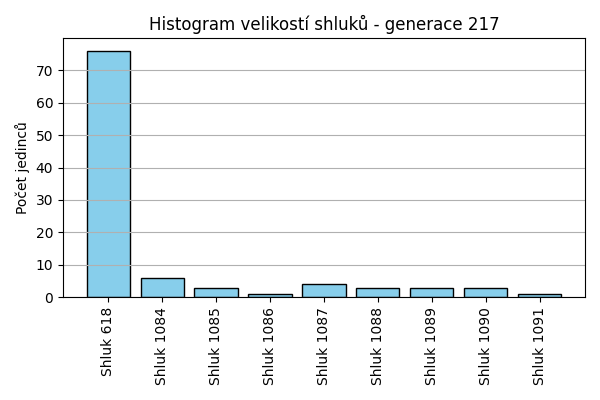 Histogram velikostí shluků - generace 217
Počet jedinců
70
60
50
40
30
20
10
0
Shluk 618
Shluk 1084
Shluk 1085
Shluk 1086
Shluk 1087
Shluk 1088
Shluk 1089
Shluk 1090
Shluk 1091